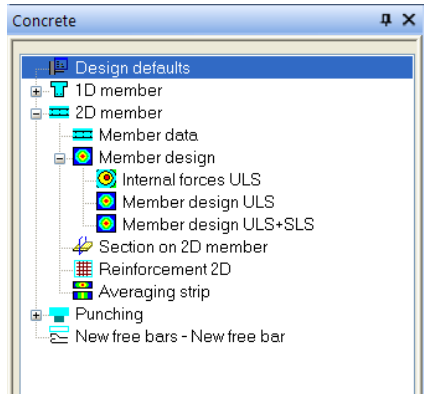 Concrete
Design defaults
1D member
2D member
Member data
Member design
Internal forces ULS
Member design ULS
Member design ULS+SLS
Section on 2D member
Reinforcement 2D
Averaging strip
Punching
New free bars - New free bar